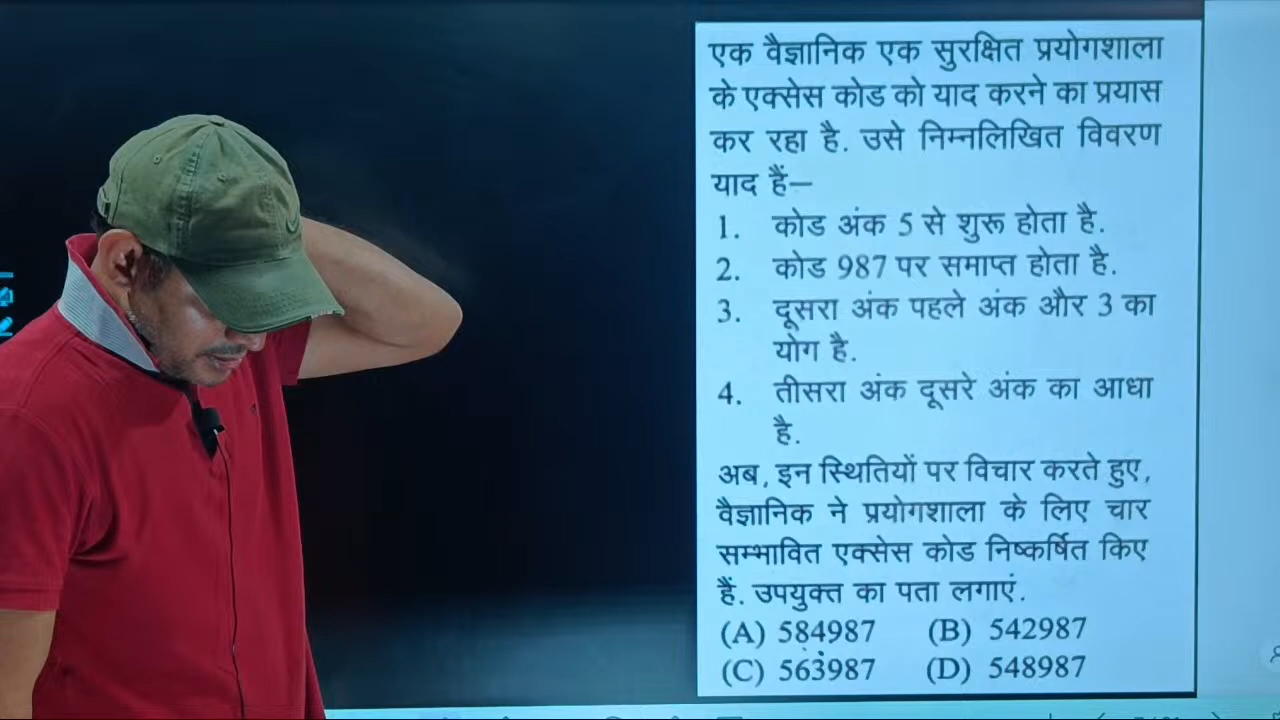 एक वैज्ञानिक एक सुरक्षित प्रयोगशाला
के एक्सेस कोड को याद करने का प्रयास
कर रहा है. उसे निम्नलिखित विवरण
याद हैं—
1. कोड अंक 5 से शुरू होता है.
2. कोड 987 पर समाप्त होता है.
3. दूसरा अंक पहले अंक और 3 का
योग है.
4. तीसरा अंक दूसरे अंक का आधा
है.
अब, इन स्थितियों पर विचार करते हुए,
वैज्ञानिक ने प्रयोगशाला के लिए चार
सम्भावित एक्सेस कोड निष्कर्षित किए
हैं. उपयुक्त का पता लगाएं.
(A) 584987 (B) 542987
(C) 563987 (D) 548987